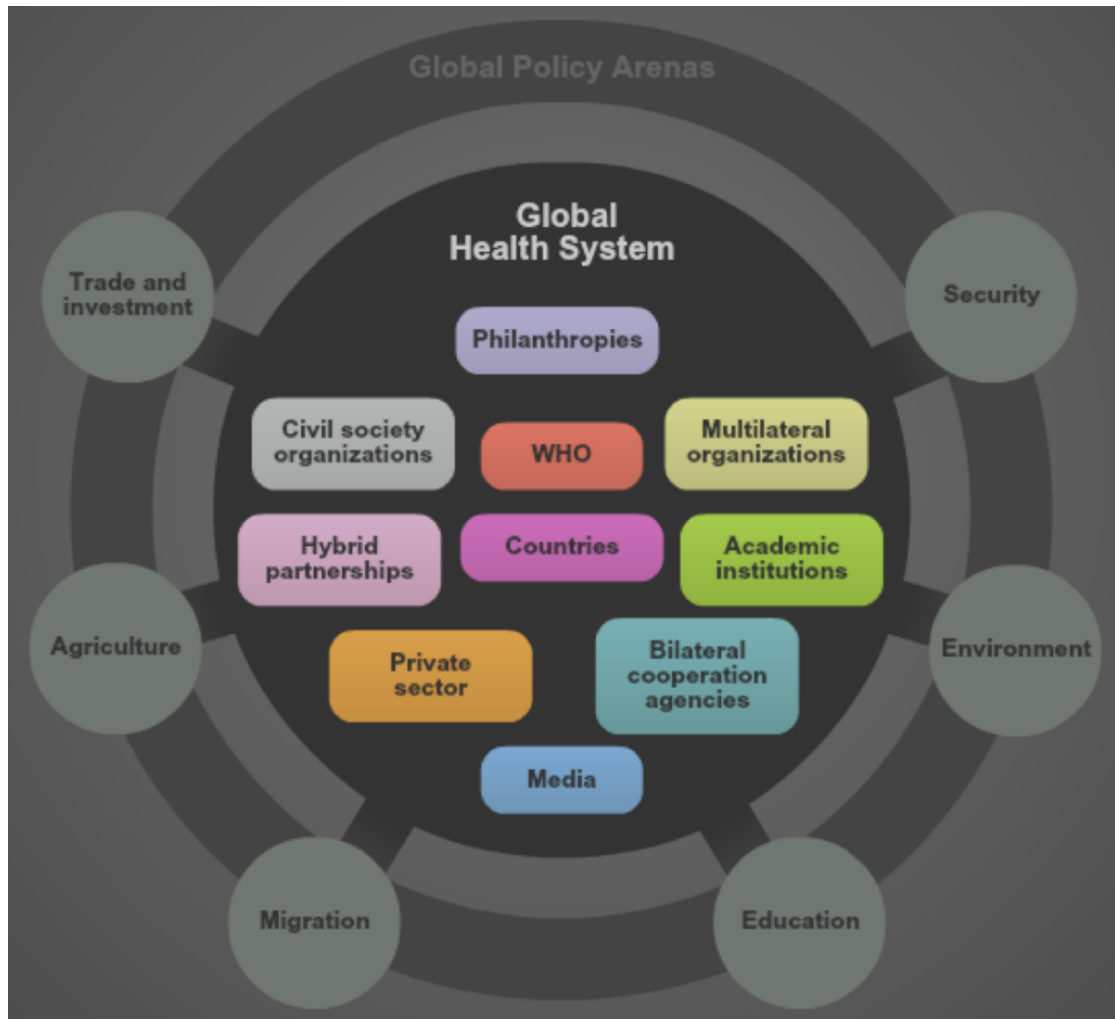 Global Policy Arenas
Global
Health System
Trade and
investment
Security
Philanthropies
Civil society
organizations
WHO
Multilateral
organizations
Hybrid
partnerships
Countries
Academic
institutions
Agriculture
Environment
Private
sector
Bilateral
cooperation
agencies
Media
Migration
Education